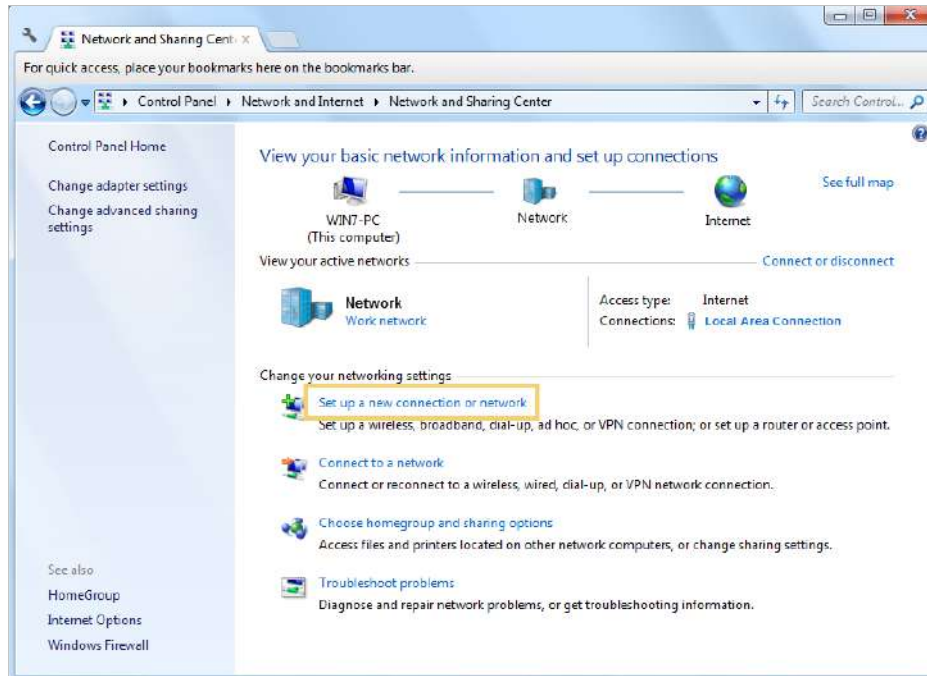 Network and Sharing Cent
For quick access, place your bookmarks here on the bookmarks bar.
Control Panel Network and Internet Network and Sharing Center
Search Control...
Control Panel Home
Change adapter settings
Change advanced sharing
settings
See also
HomeGroup
Internet Options
Windows Firewall
View your basic network information and set up connections
See full map
WIN7-PC
(This computer)
Network
Internet
View your active networks
Connect or disconnect
Network
Work network
Access type: Internet
Connections: Local Area Connection
Change your networking settings
Set up a new connection or network
Set up a wireless, broadband, dial-up, ad hoc, or VPN connection; or set up a router or access point.
Connect to a network
Connect or reconnect to a wireless, wired, dial-up, or VPN network connection.
Choose homegroup and sharing options
Access files and printers located on other network computers, or change sharing settings.
Troubleshoot problems
Diagnose and repair network problems, or get troubleshooting information.